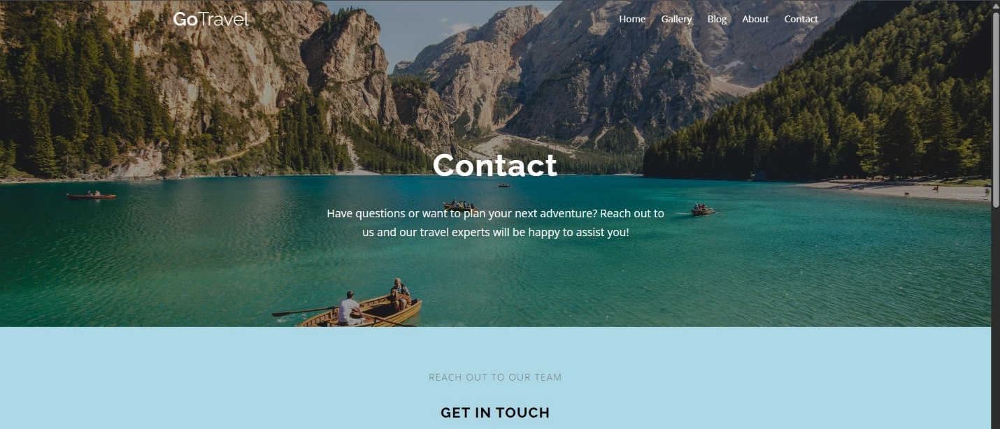 GoTravel
Home Gallery Blog About Contact
Contact
Have questions or want to plan your next adventure? Reach out to
us and our travel experts will be happy to assist you!
REACH OUT TO OUR TEAM
GET IN TOUCH